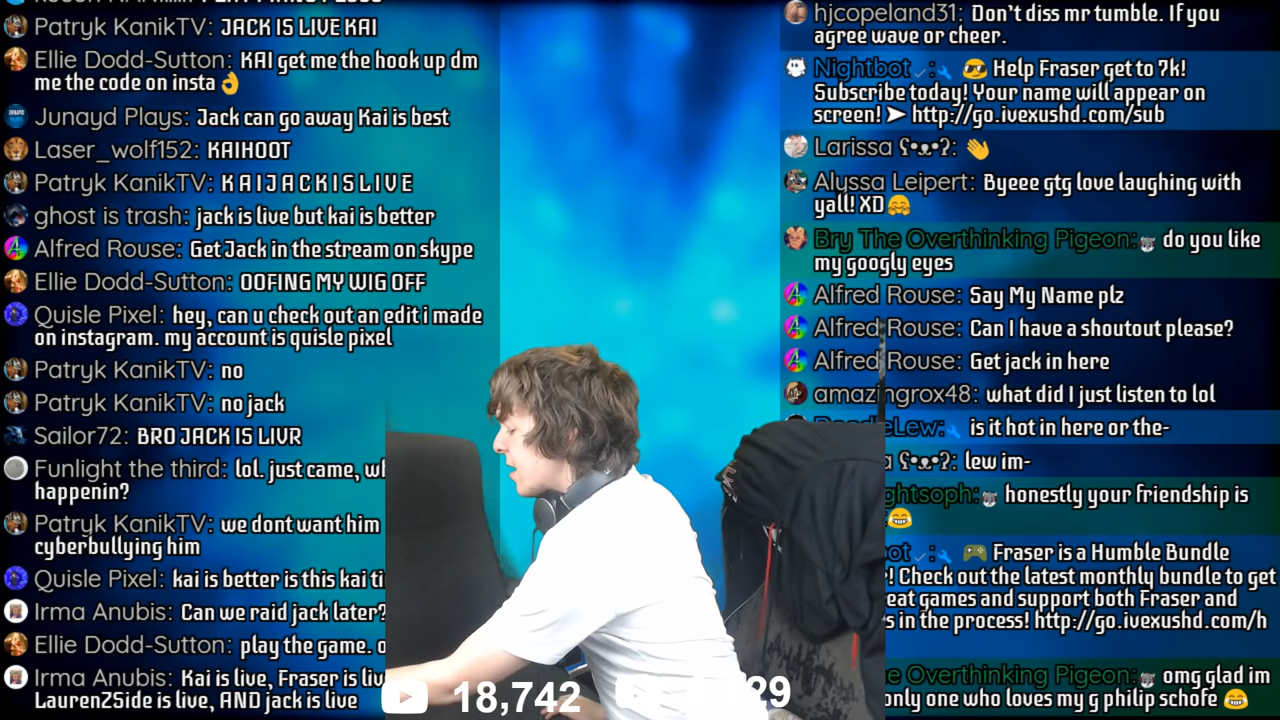 Patryk KanikTV: JACK IS LIVE KAI
Ellie Dodd-Sutton: KAI get me the hook up dm
me the code on insta👌
Junayd Plays: Jack can go away Kai is best
Laser_wolf152: KAIHOOT
Patryk KanikTV: K A I J A C K I S L I V E
ghost is trash: jack is live but kai is better
Alfred Rouse: Get Jack in the stream on skype
Ellie Dodd-Sutton: OOFING MY WIG OFF
Quisle Pixel: hey, can u check out an edit i made
on instagram. my account is quisle pixel
Patryk KanikTV: no
Patryk KanikTV: no jack
Sailor72: BRO JACK IS LIVR
Funlight the third: lol. just came,
happenin?
Patryk KanikTV: we dont want him
cyberbullying him
Quisle Pixel: kai is better is this kai
Irma Anubis: Can we raid jack later?
Ellie Dodd-Sutton: play the game.
Irma Anubis: Kai is live, Fraser is
LaurenZSide is live, AND jack is live
18,742
hjcopeland31: Don't diss mr tumble. If you
agree wave or cheer.
Nightbot ✓:🔧 😎 Help Fraser get to 7k!
Subscribe today! Your name will appear on
screen! ➤ http://go.ivexushd.com/sub
Larissa ʕ•ᴥ•ʔ: 👋
Alyssa Leipert: Byeee gtg love laughing with
yall! XD🤗
Bry The Overthinking Pigeon: do you like
my googly eyes
Alfred Rouse: Say My Name plz
Alfred Rouse: Can I have a shoutout please?
Alfred Rouse: Get jack in here
amazingrox48: what did I just listen to lol
is it hot in here or the-
ʕ•ᴥ•ʔ: lew im-
honestly your friendship is
😂
✓:🔧 🎮 Fraser is a Humble Bundle
! Check out the latest monthly bundle to get
games and support both Fraser and
in the process! http://go.ivexushd.com/h
Overthinking Pigeon: omg glad im
only one who loves my g philip schofe 😂